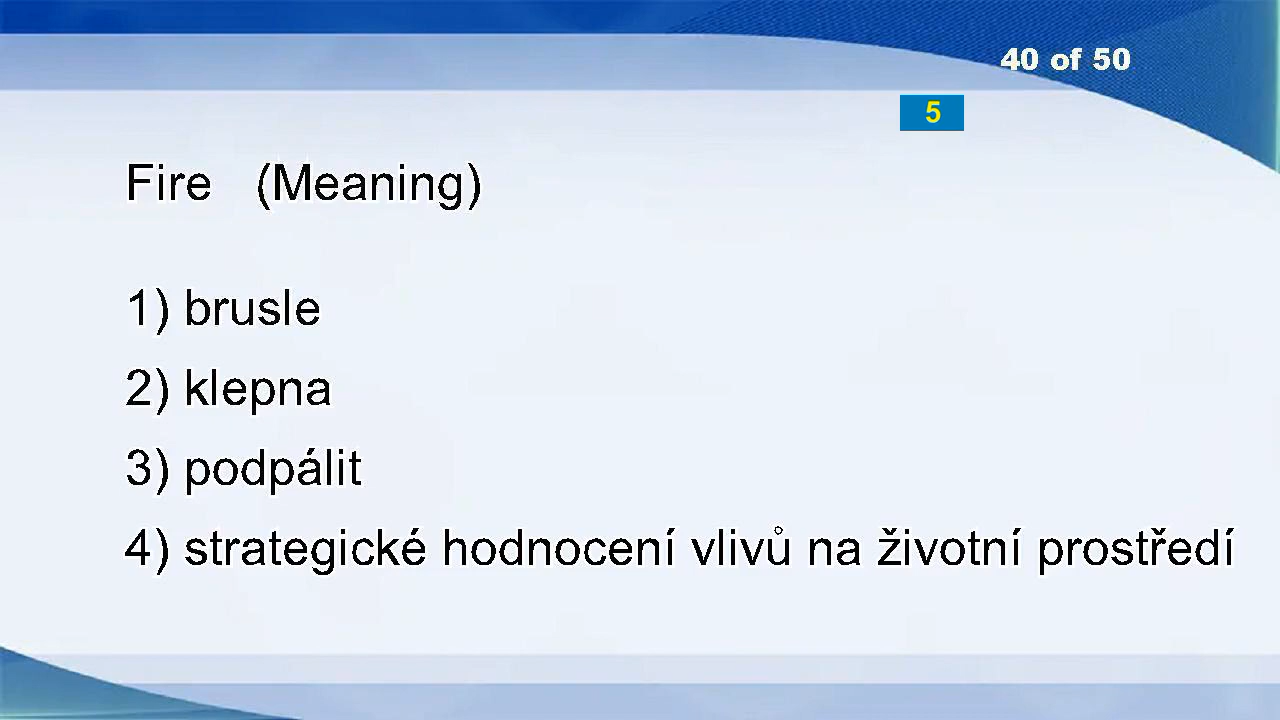 40 of 50
5
Fire (Meaning)
1) brusle
2) klepna
3) podpálit
4) strategické hodnocení vlivů na životní prostředí